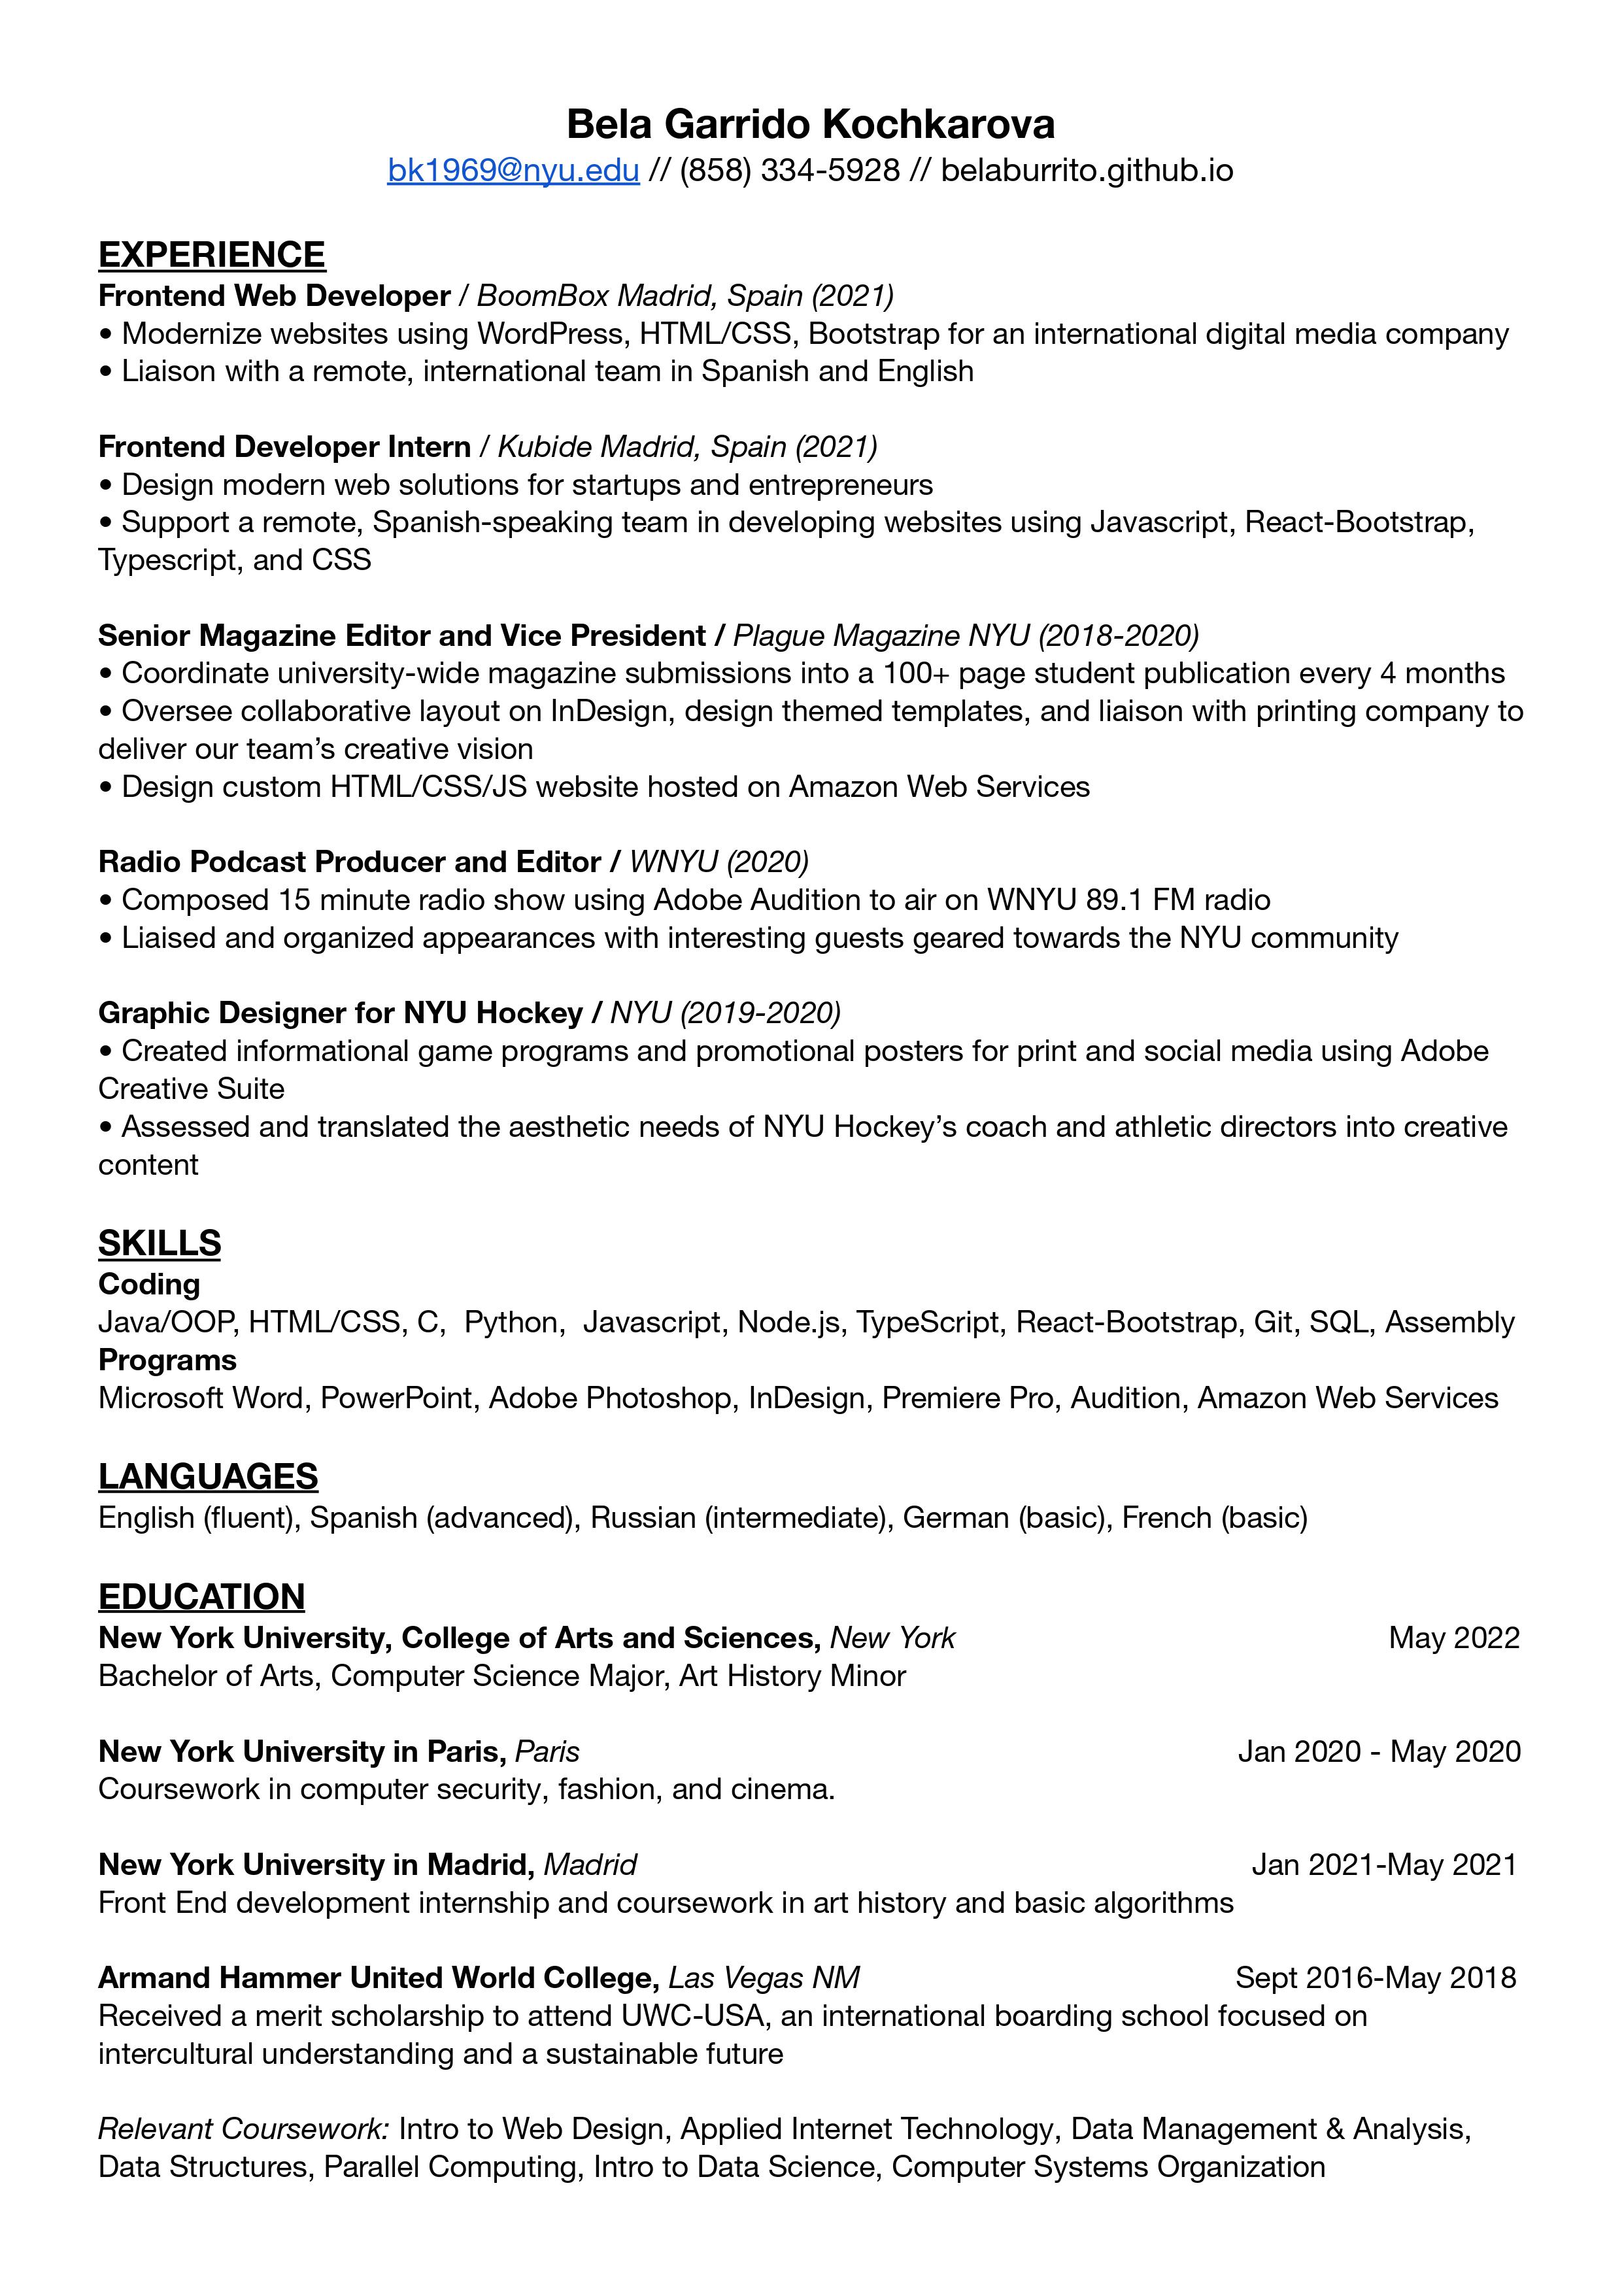 Bela Garrido Kochkarova
bk1969@nyu.edu // (858) 334-5928 // belaburrito.github.io
EXPERIENCE
Frontend Web Developer / BoomBox Madrid, Spain (2021)
• Modernize websites using WordPress, HTML/CSS, Bootstrap for an international digital media company
• Liaison with a remote, international team in Spanish and English
Frontend Developer Intern / Kubide Madrid, Spain (2021)
• Design modern web solutions for startups and entrepreneurs
• Support a remote, Spanish-speaking team in developing websites using Javascript, React-Bootstrap,
Typescript, and CSS
Senior Magazine Editor and Vice President / Plague Magazine NYU (2018-2020)
• Coordinate university-wide magazine submissions into a 100+ page student publication every 4 months
• Oversee collaborative layout on InDesign, design themed templates, and liaison with printing company to
deliver our team’s creative vision
• Design custom HTML/CSS/JS website hosted on Amazon Web Services
Radio Podcast Producer and Editor / WNYU (2020)
• Composed 15 minute radio show using Adobe Audition to air on WNYU 89.1 FM radio
• Liaised and organized appearances with interesting guests geared towards the NYU community
Graphic Designer for NYU Hockey / NYU (2019-2020)
• Created informational game programs and promotional posters for print and social media using Adobe
Creative Suite
• Assessed and translated the aesthetic needs of NYU Hockey’s coach and athletic directors into creative
content
SKILLS
Coding
Java/OOP, HTML/CSS, C,  Python,  Javascript, Node.js, TypeScript, React-Bootstrap, Git, SQL, Assembly
Programs
Microsoft Word, PowerPoint, Adobe Photoshop, InDesign, Premiere Pro, Audition, Amazon Web Services
LANGUAGES
English (fluent), Spanish (advanced), Russian (intermediate), German (basic), French (basic)
EDUCATION
New York University, College of Arts and Sciences, New York May 2022
Bachelor of Arts, Computer Science Major, Art History Minor
New York University in Paris, Paris Jan 2020 - May 2020
Coursework in computer security, fashion, and cinema.
New York University in Madrid, Madrid Jan 2021-May 2021
Front End development internship and coursework in art history and basic algorithms
Armand Hammer United World College, Las Vegas NM Sept 2016-May 2018
Received a merit scholarship to attend UWC-USA, an international boarding school focused on
intercultural understanding and a sustainable future
Relevant Coursework: Intro to Web Design, Applied Internet Technology, Data Management & Analysis,
Data Structures, Parallel Computing, Intro to Data Science, Computer Systems Organization